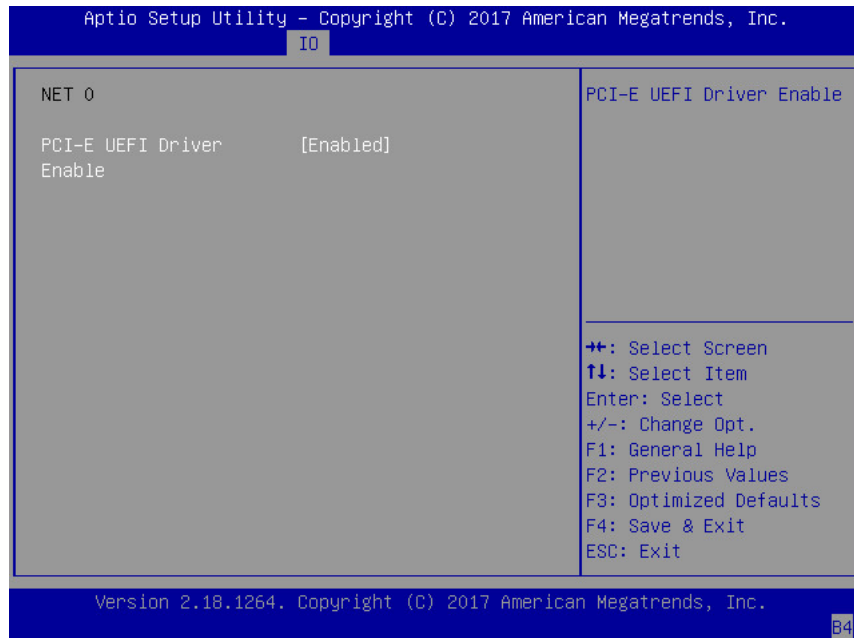 Aptio Setup Utility – Copyright (C) 2017 American Megatrends, Inc.
IO
NET 0
PCI-E UEFI Driver [Enabled]
Enable
PCI-E UEFI Driver Enable
→←: Select Screen
↑↓: Select Item
Enter: Select
+/-: Change Opt.
F1: General Help
F2: Previous Values
F3: Optimized Defaults
F4: Save & Exit
ESC: Exit
Version 2.18.1264. Copyright (C) 2017 American Megatrends, Inc.
B4